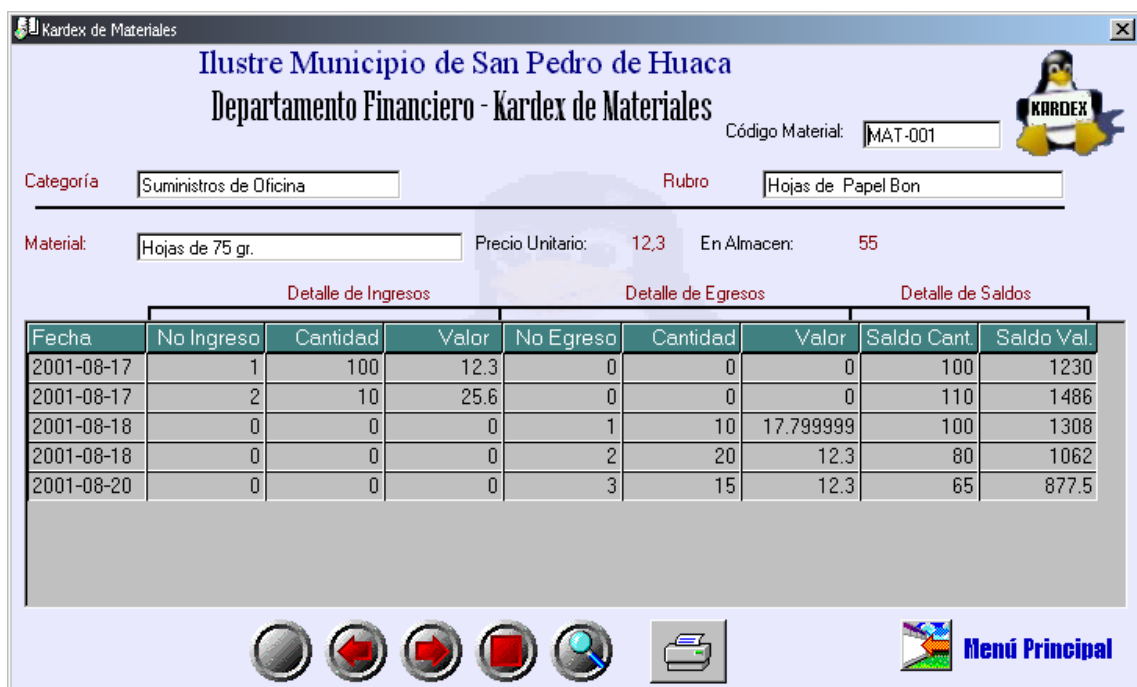 Kardex de Materiales
Ilustre Municipio de San Pedro de Huaca
Departamento Financiero - Kardex de Materiales
KARDEX
Código Material: MAT-001
Categoría Suministros de Oficina Rubro Hojas de Papel Bon
Material: Hojas de 75 gr. Precio Unitario: 12,3 En Almacen: 55
Detalle de Ingresos Detalle de Egresos Detalle de Saldos
Fecha No Ingreso Cantidad Valor No Egreso Cantidad Valor Saldo Cant. Saldo Val.
2001-08-17 1 100 12.3 0 0 0 100 1230
2001-08-17 2 10 25.6 0 0 0 110 1486
2001-08-18 0 0 0 1 10 17.799999 100 1308
2001-08-18 0 0 0 2 20 12.3 80 1062
2001-08-20 0 0 0 3 15 12.3 65 877.5
Menú Principal